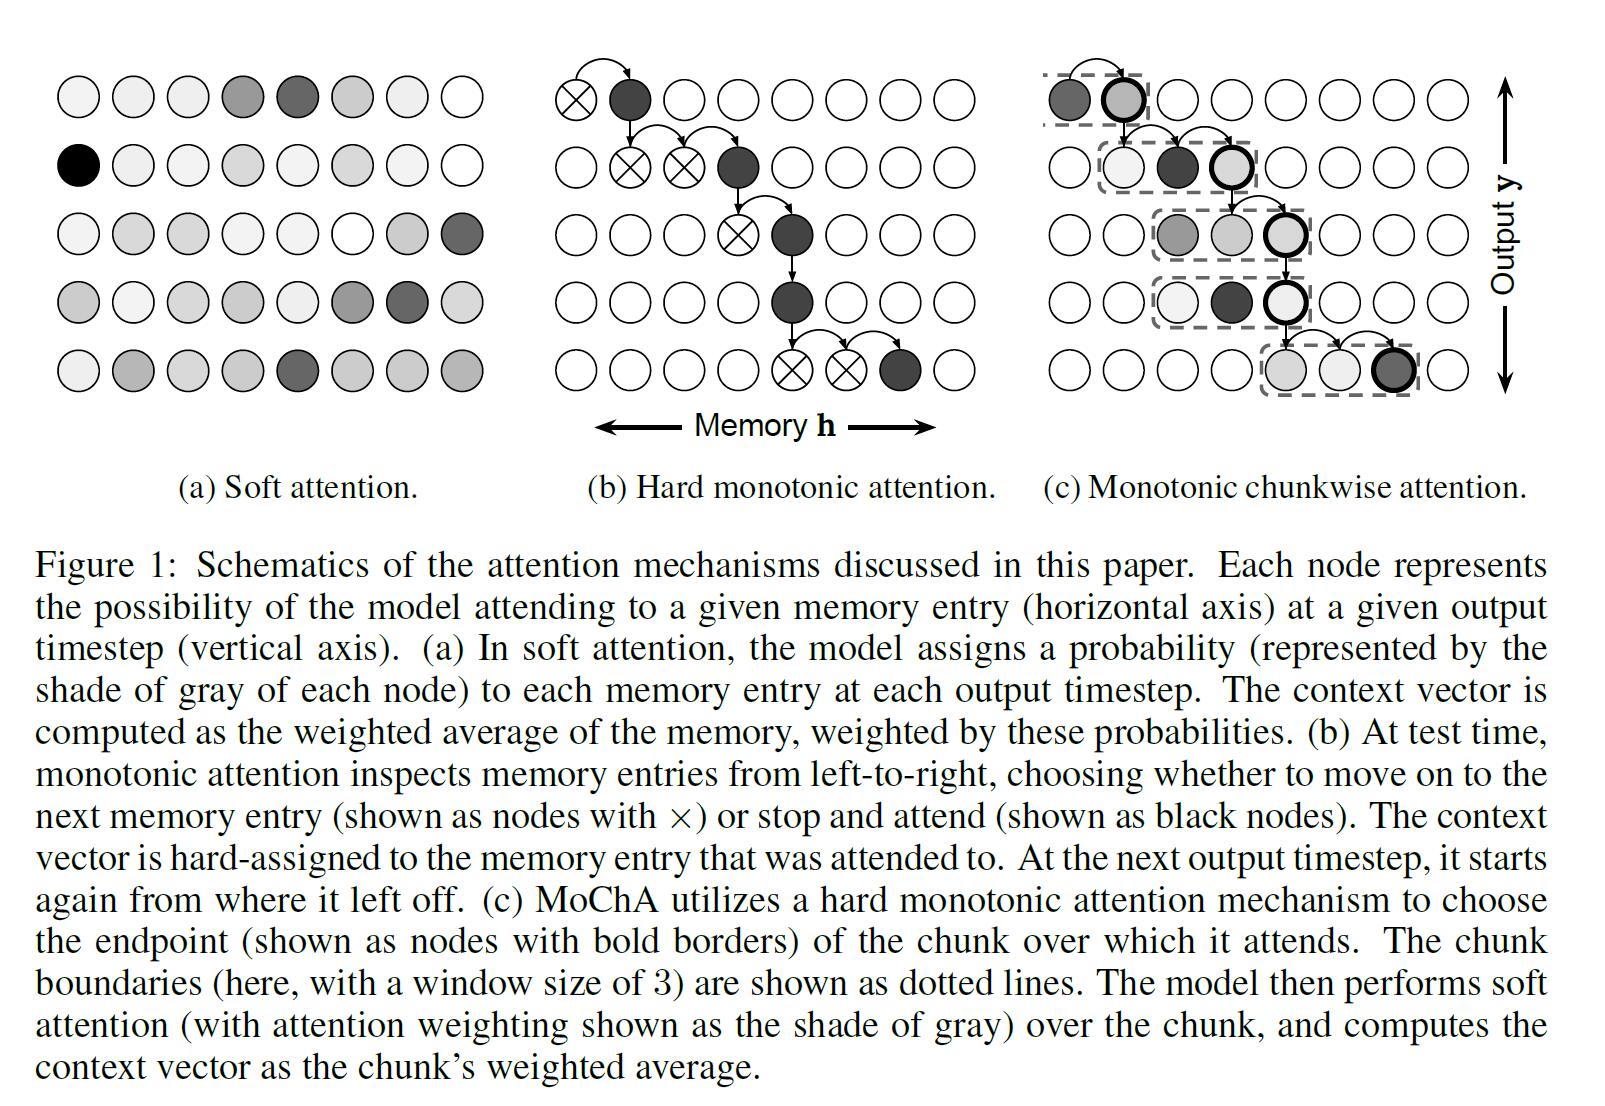 Output y
Memory h
(a) Soft attention.
(b) Hard monotonic attention.
(c) Monotonic chunkwise attention.
Figure 1: Schematics of the attention mechanisms discussed in this paper. Each node represents
the possibility of the model attending to a given memory entry (horizontal axis) at a given output
timestep (vertical axis). (a) In soft attention, the model assigns a probability (represented by the
shade of gray of each node) to each memory entry at each output timestep. The context vector is
computed as the weighted average of the memory, weighted by these probabilities. (b) At test time,
monotonic attention inspects memory entries from left-to-right, choosing whether to move on to the
next memory entry (shown as nodes with ×) or stop and attend (shown as black nodes). The context
vector is hard-assigned to the memory entry that was attended to. At the next output timestep, it starts
again from where it left off. (c) MoChA utilizes a hard monotonic attention mechanism to choose
the endpoint (shown as nodes with bold borders) of the chunk over which it attends. The chunk
boundaries (here, with a window size of 3) are shown as dotted lines. The model then performs soft
attention (with attention weighting shown as the shade of gray) over the chunk, and computes the
context vector as the chunk's weighted average.